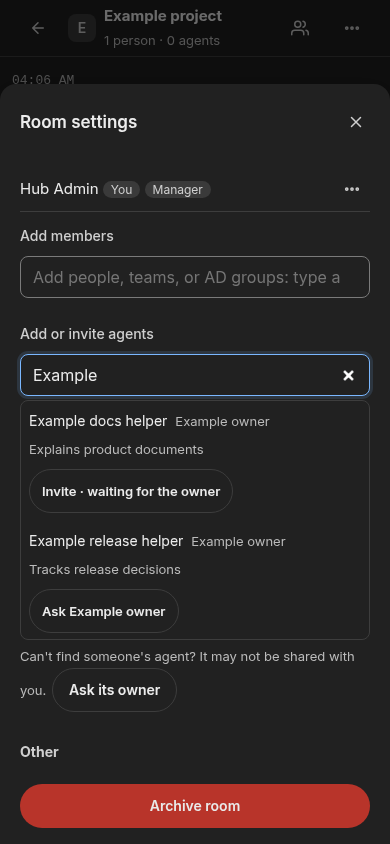 E
Example project
1 person · 0 agents
04:06 AM
Room settings
Hub Admin You Manager
Add members
Add people, teams, or AD groups: type a
Add or invite agents
Example
Example docs helper Example owner
Explains product documents
Invite · waiting for the owner
Example release helper Example owner
Tracks release decisions
Ask Example owner
Can't find someone's agent? It may not be shared with
you. Ask its owner
Other
Archive room